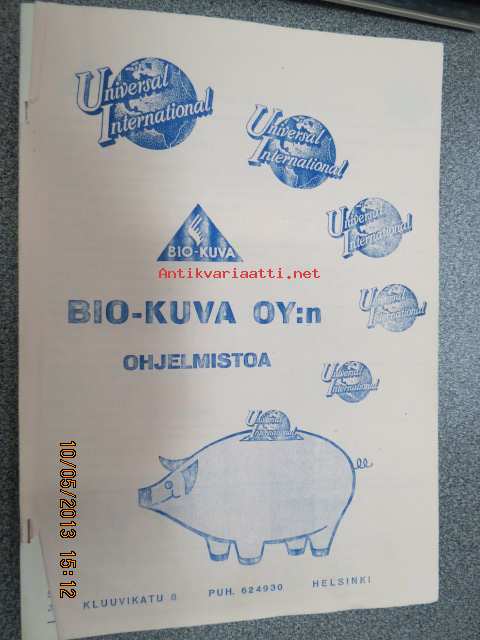 Universal
International
Universal
International
Universal
International
BIO-KUVA
Antikvariaatti.net
Universal
International
BIO-KUVA OY:n
OHJELMISTOA
Universal
International
Universal
International
10/05/2013 15:12
KLUUVIKATU 8 PUH. 624930 HELSINKI